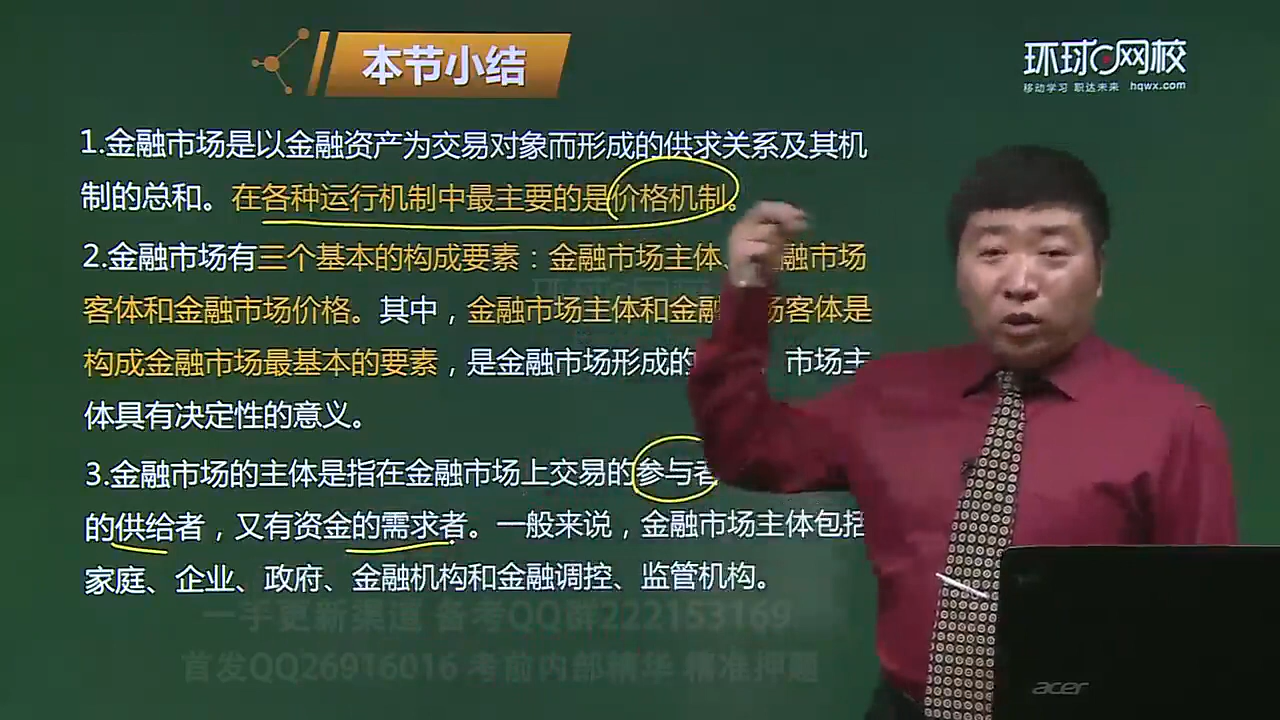 本节小结
环球网校
移动学习 职达未来 hqwx.com
1.金融市场是以金融资产为交易对象而形成的供求关系及其机
制的总和。在各种运行机制中最主要的是价格机制。
2.金融市场有三个基本的构成要素：金融市场主体、融市场
客体和金融市场价格。其中，金融市场主体和金融场客体是
构成金融市场最基本的要素，是金融市场形成的 市场主
体具有决定性的意义。
3.金融市场的主体是指在金融市场上交易的参与者
的供给者，又有资金的需求者。一般来说，金融市场主体包括
家庭、企业、政府、金融机构和金融调控、监管机构。
一手更新渠道 备考QQ群222153169
首发QQ26916016 考前内部精华 精准押题
acer